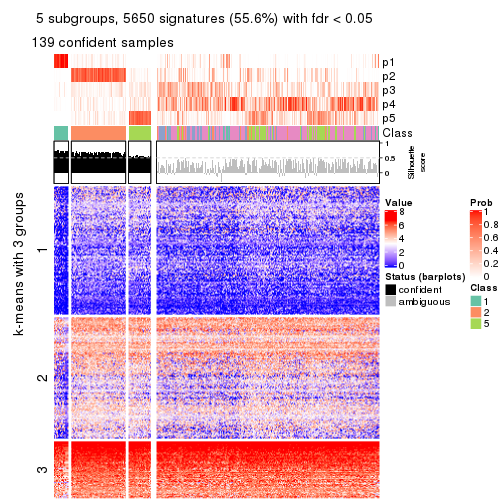 5 subgroups, 5650 signatures (55.6%) with fdr < 0.05
139 confident samples
p1
p2
p3
p4
p5
Class
1
0.5
0
Silhouette
score
k-means with 3 groups
1
2
3
Value
8
6
4
2
0
Status (barplots)
confident
ambiguous
Prob
1
0.8
0.6
0.4
0.2
0
Class
1
2
5